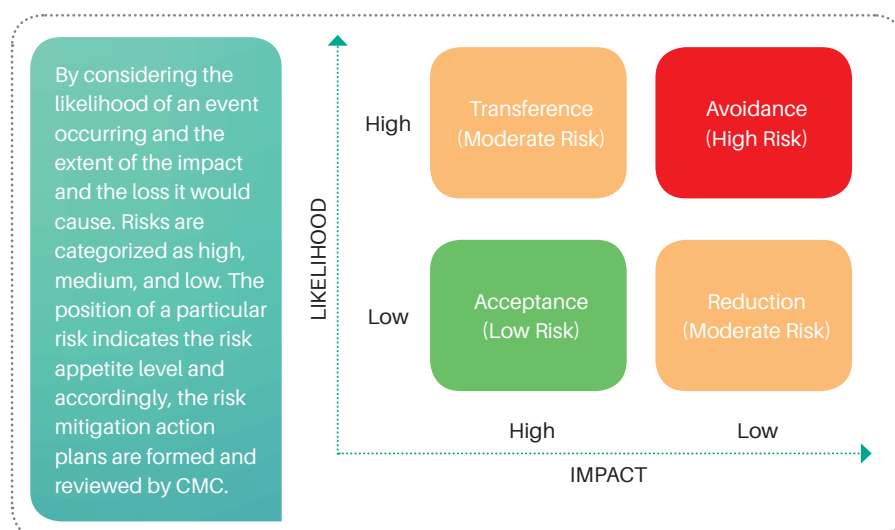 By considering the
likelihood of an event
occurring and the
extent of the impact
and the loss it would
cause. Risks are
categorized as high,
medium, and low. The
position of a particular
risk indicates the risk
appetite level and
accordingly, the risk
mitigation action
plans are formed and
reviewed by CMC.
LIKELIHOOD
High
Transference
(Moderate Risk)
Avoidance
(High Risk)
Low
Acceptance
(Low Risk)
Reduction
(Moderate Risk)
High
Low
IMPACT